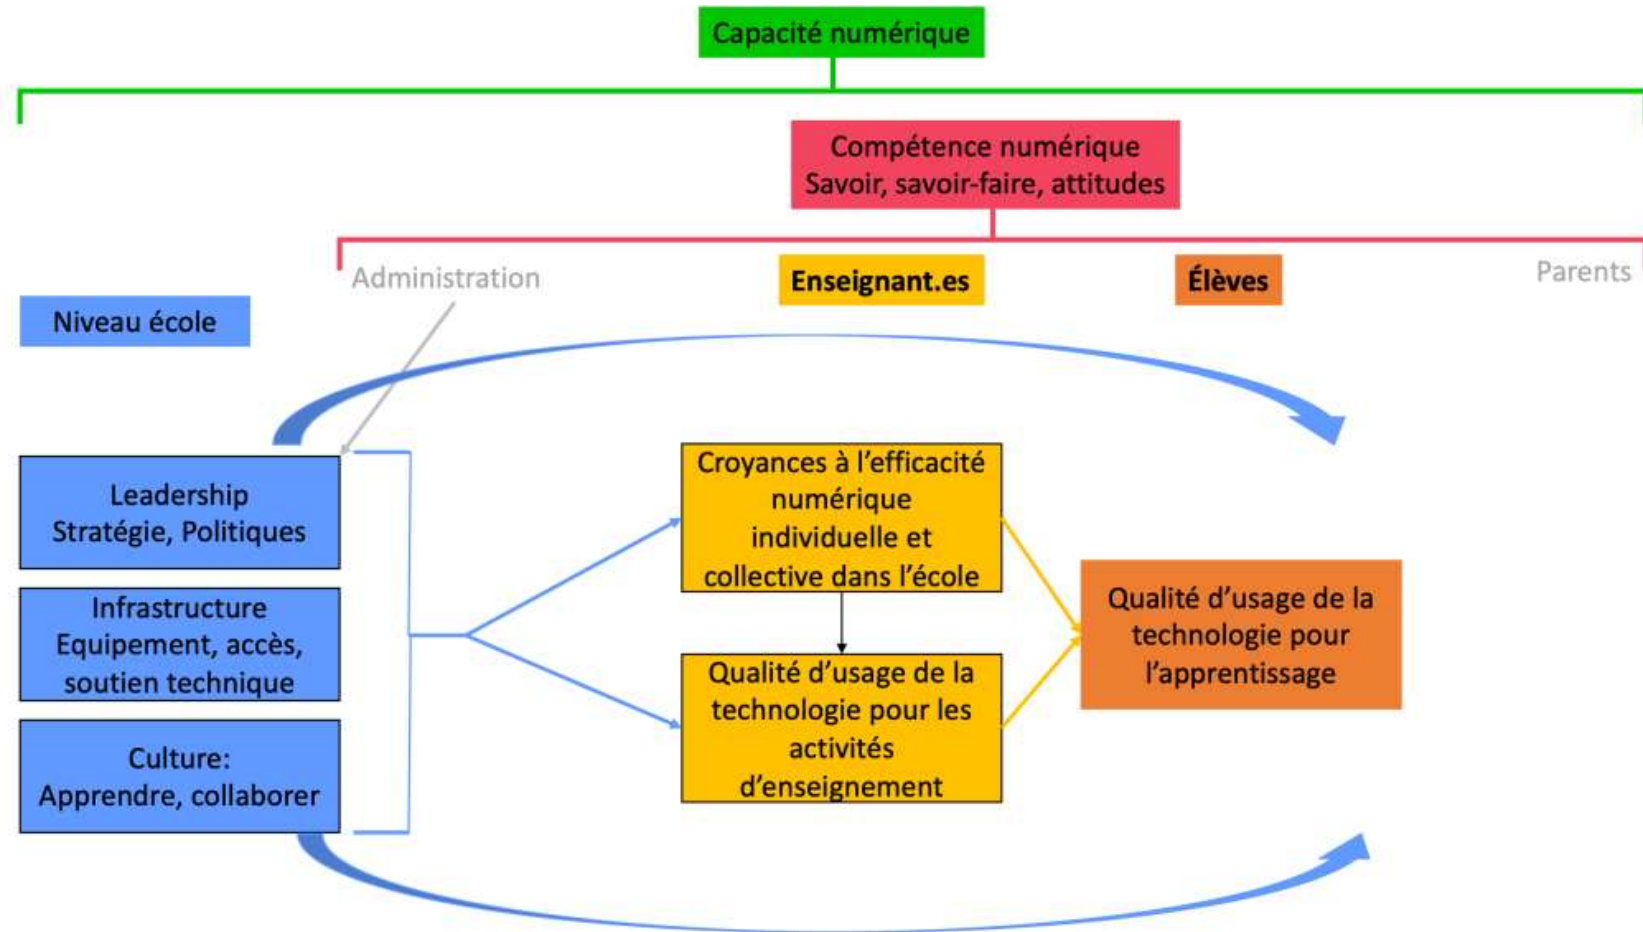 Capacité numérique
Compétence numérique
Savoir, savoir-faire, attitudes
Administration
Enseignant.es
Élèves
Parents
Niveau école
Leadership
Stratégie, Politiques
Infrastructure
Equipement, accès,
soutien technique
Culture:
Apprendre, collaborer
Croyances à l’efficacité
numérique
individuelle et
collective dans l’école
Qualité d’usage de la
technologie pour les
activités
d’enseignement
Qualité d’usage de la
technologie pour
l’apprentissage